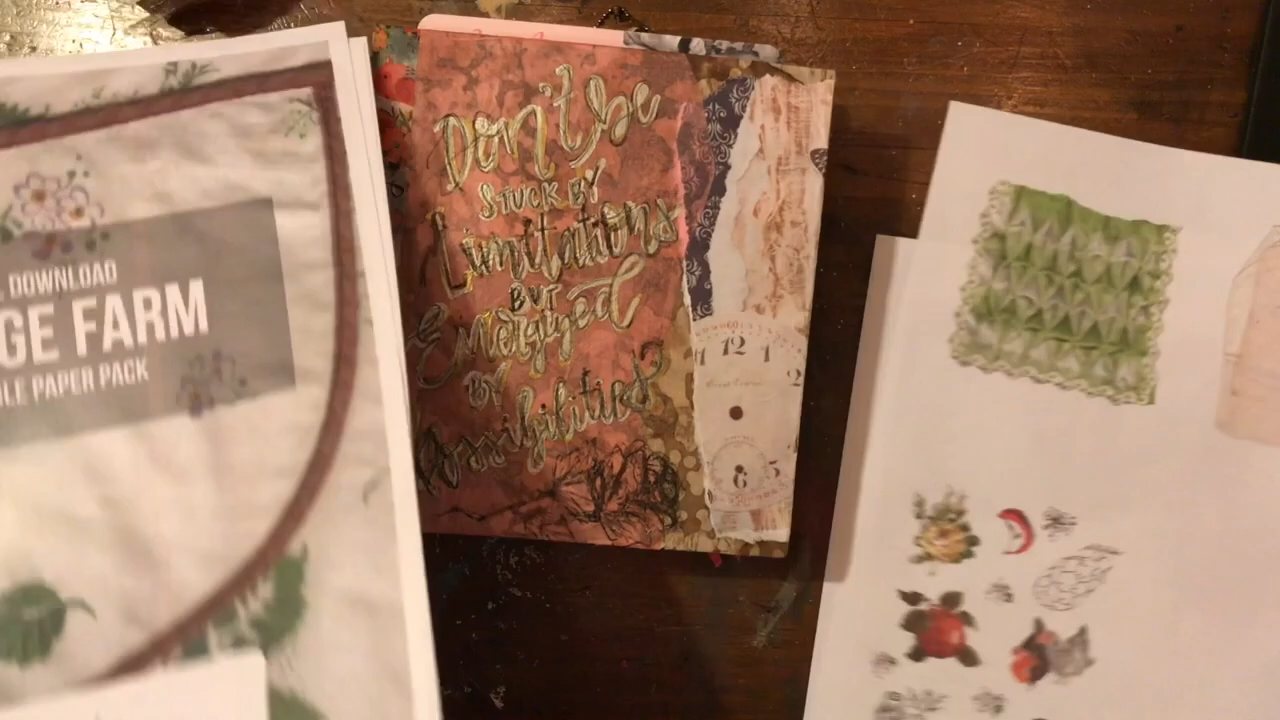 L DOWNLOAD
GE FARM
LE PAPER PACK
Don't be
STUCK BY
Limitations
BUT
Energized
BY
Possibilities
12 1
2
6 5